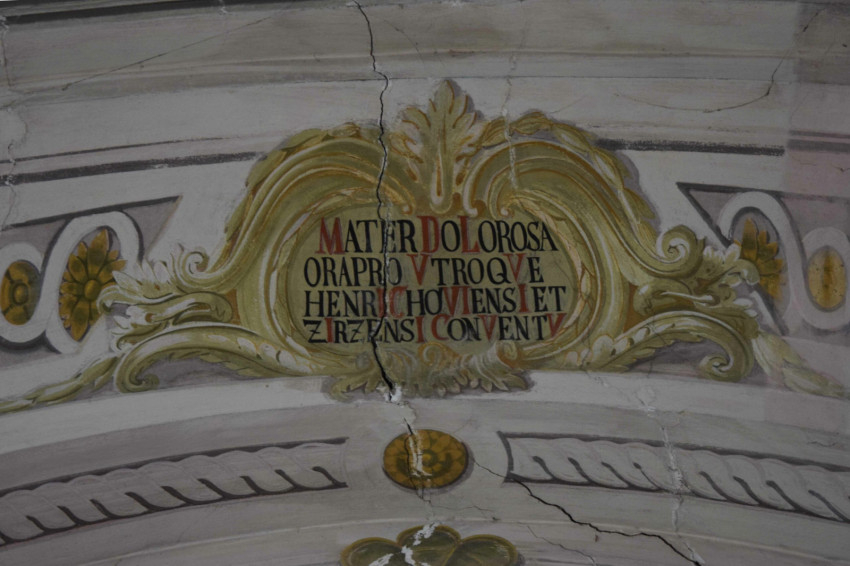 MATER DOLOROSA
ORA PRO VTROQVE
HENRICHOVIENSI ET
ZIRZENSI CONVENTV